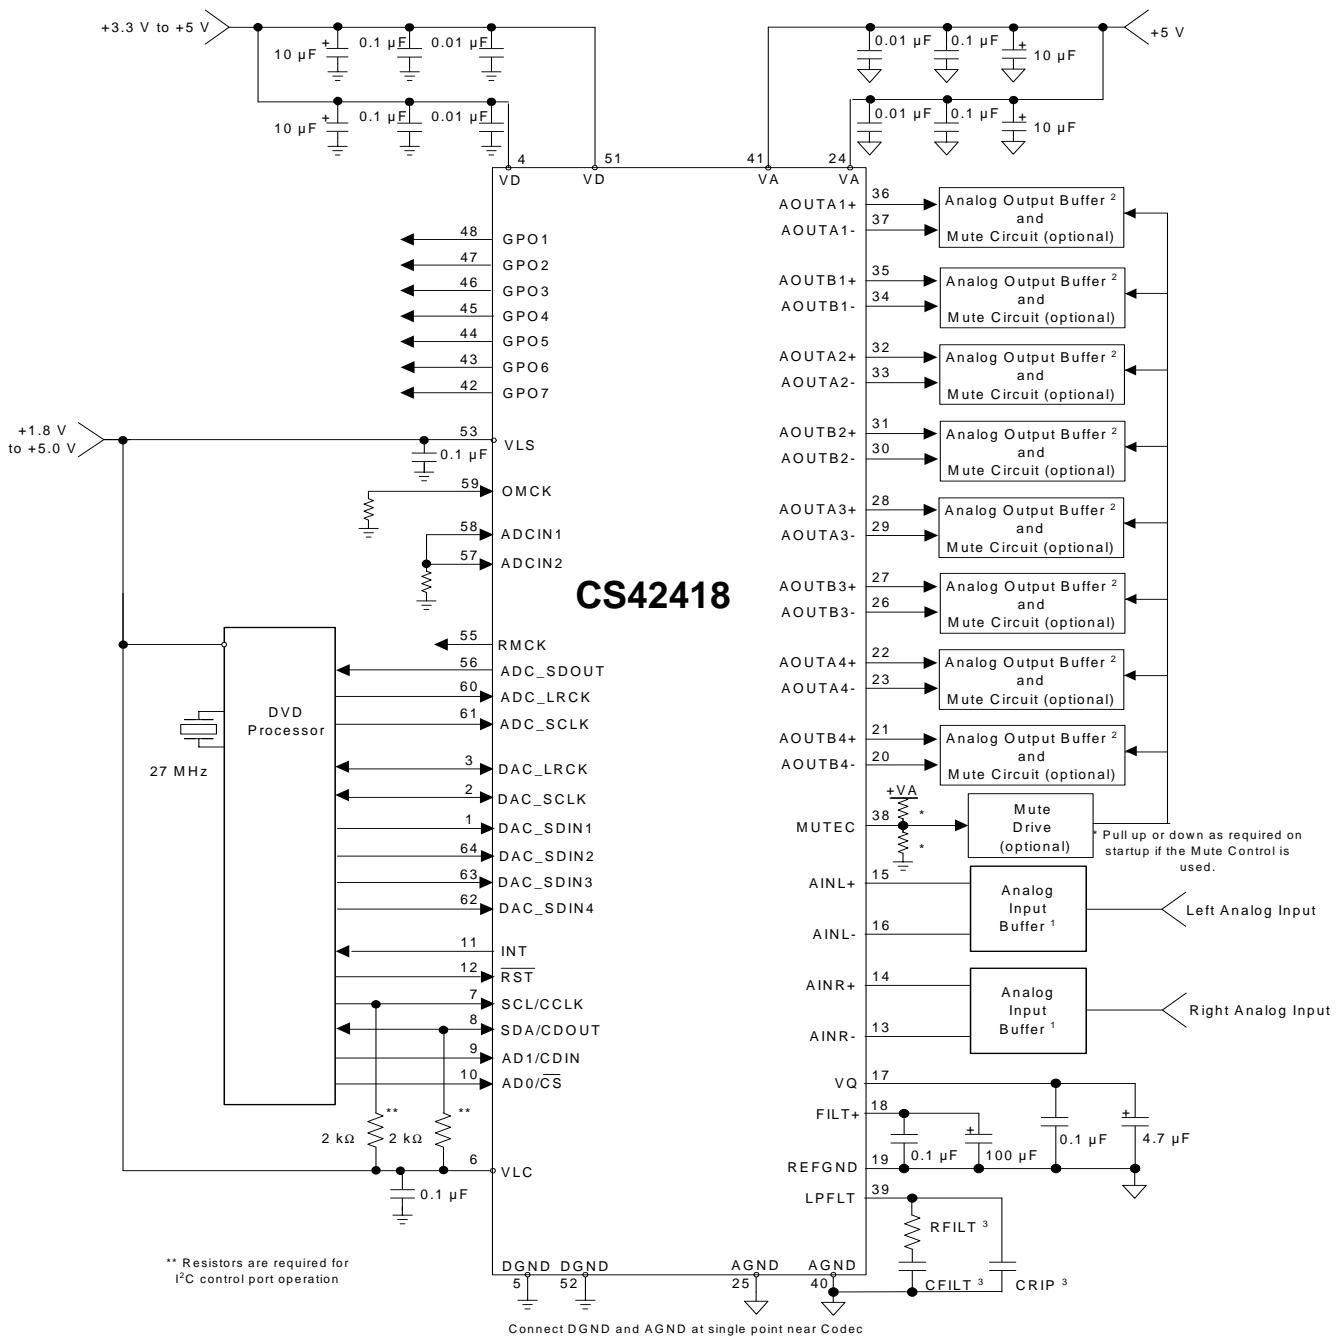 +3.3 V to +5 V
10 µF
+
0.1 µF
0.01 µF
10 µF
+
0.1 µF
0.01 µF
0.01 µF
0.1 µF
+
10 µF
+5 V
0.01 µF
0.1 µF
+
10 µF
4
VD
51
VD
41
VA
24
VA
48
GPO1
47
GPO2
46
GPO3
45
GPO4
44
GPO5
43
GPO6
42
GPO7
+1.8 V
to +5.0 V
53
VLS
0.1 µF
59
OMCK
58
ADCIN1
57
ADCIN2
CS42418
55
RMCK
56
ADC_SDOUT
60
ADC_LRCK
61
ADC_SCLK
DVD
Processor
27 MHz
3
DAC_LRCK
2
DAC_SCLK
1
DAC_SDIN1
64
DAC_SDIN2
63
DAC_SDIN3
62
DAC_SDIN4
11
INT
12
RST
7
SCL/CCLK
8
SDA/CDOUT
9
AD1/CDIN
10
AD0/CS
**
2 kΩ
**
2 kΩ
6
VLC
0.1 µF
** Resistors are required for
I²C control port operation
AOUTA1+
36
AOUTA1-
37
Analog Output Buffer ²
and
Mute Circuit (optional)
AOUTB1+
35
AOUTB1-
34
Analog Output Buffer ²
and
Mute Circuit (optional)
AOUTA2+
32
AOUTA2-
33
Analog Output Buffer ²
and
Mute Circuit (optional)
AOUTB2+
31
AOUTB2-
30
Analog Output Buffer ²
and
Mute Circuit (optional)
AOUTA3+
28
AOUTA3-
29
Analog Output Buffer ²
and
Mute Circuit (optional)
AOUTB3+
27
AOUTB3-
26
Analog Output Buffer ²
and
Mute Circuit (optional)
AOUTA4+
22
AOUTA4-
23
Analog Output Buffer ²
and
Mute Circuit (optional)
AOUTB4+
21
AOUTB4-
20
Analog Output Buffer ²
and
Mute Circuit (optional)
+VA
*
*
MUTEC
38
Mute
Drive
(optional)
* Pull up or down as required on
startup if the Mute Control is
used.
AINL+
15
AINL-
16
Analog
Input
Buffer ¹
Left Analog Input
AINR+
14
AINR-
13
Analog
Input
Buffer ¹
Right Analog Input
VQ
17
FILT+
18
0.1 µF
+
100 µF
0.1 µF
+
4.7 µF
REFGND
19
LPFLT
39
RFILT ³
CFILT ³
CRIP ³
DGND
5
DGND
52
AGND
25
AGND
40
Connect DGND and AGND at single point near Codec